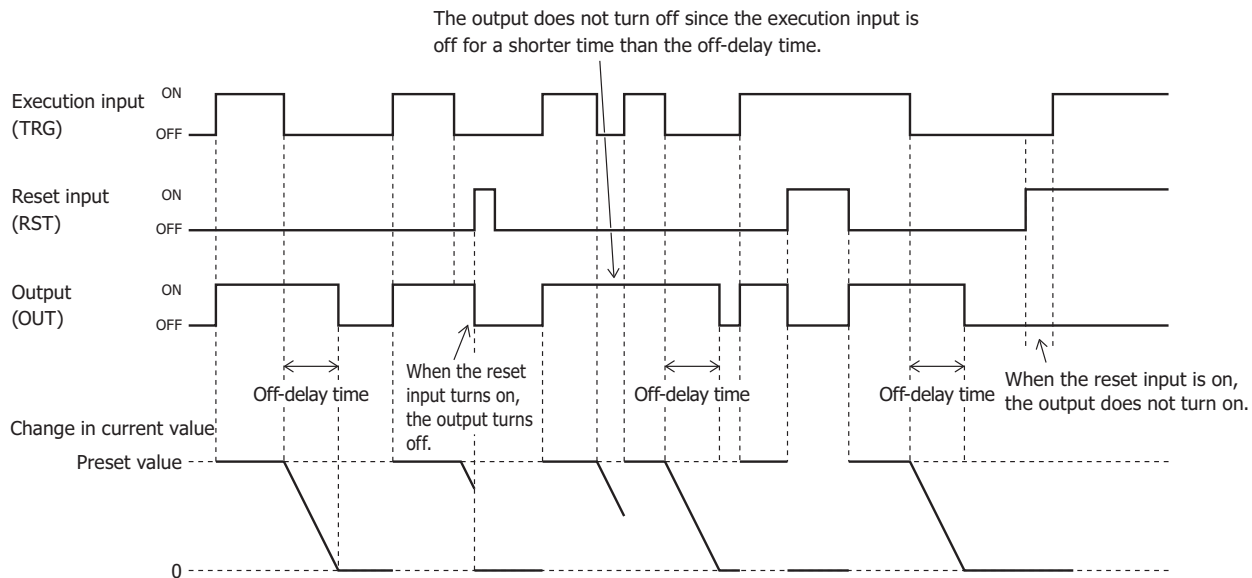 The output does not turn off since the execution input is
off for a shorter time than the off-delay time.
Execution input
(TRG)
ON
OFF
Reset input
(RST)
ON
OFF
Output
(OUT)
ON
OFF
Off-delay time
When the reset
input turns on,
the output turns
off.
Off-delay time
Off-delay time
When the reset input is on,
the output does not turn on.
Change in current value
Preset value
0